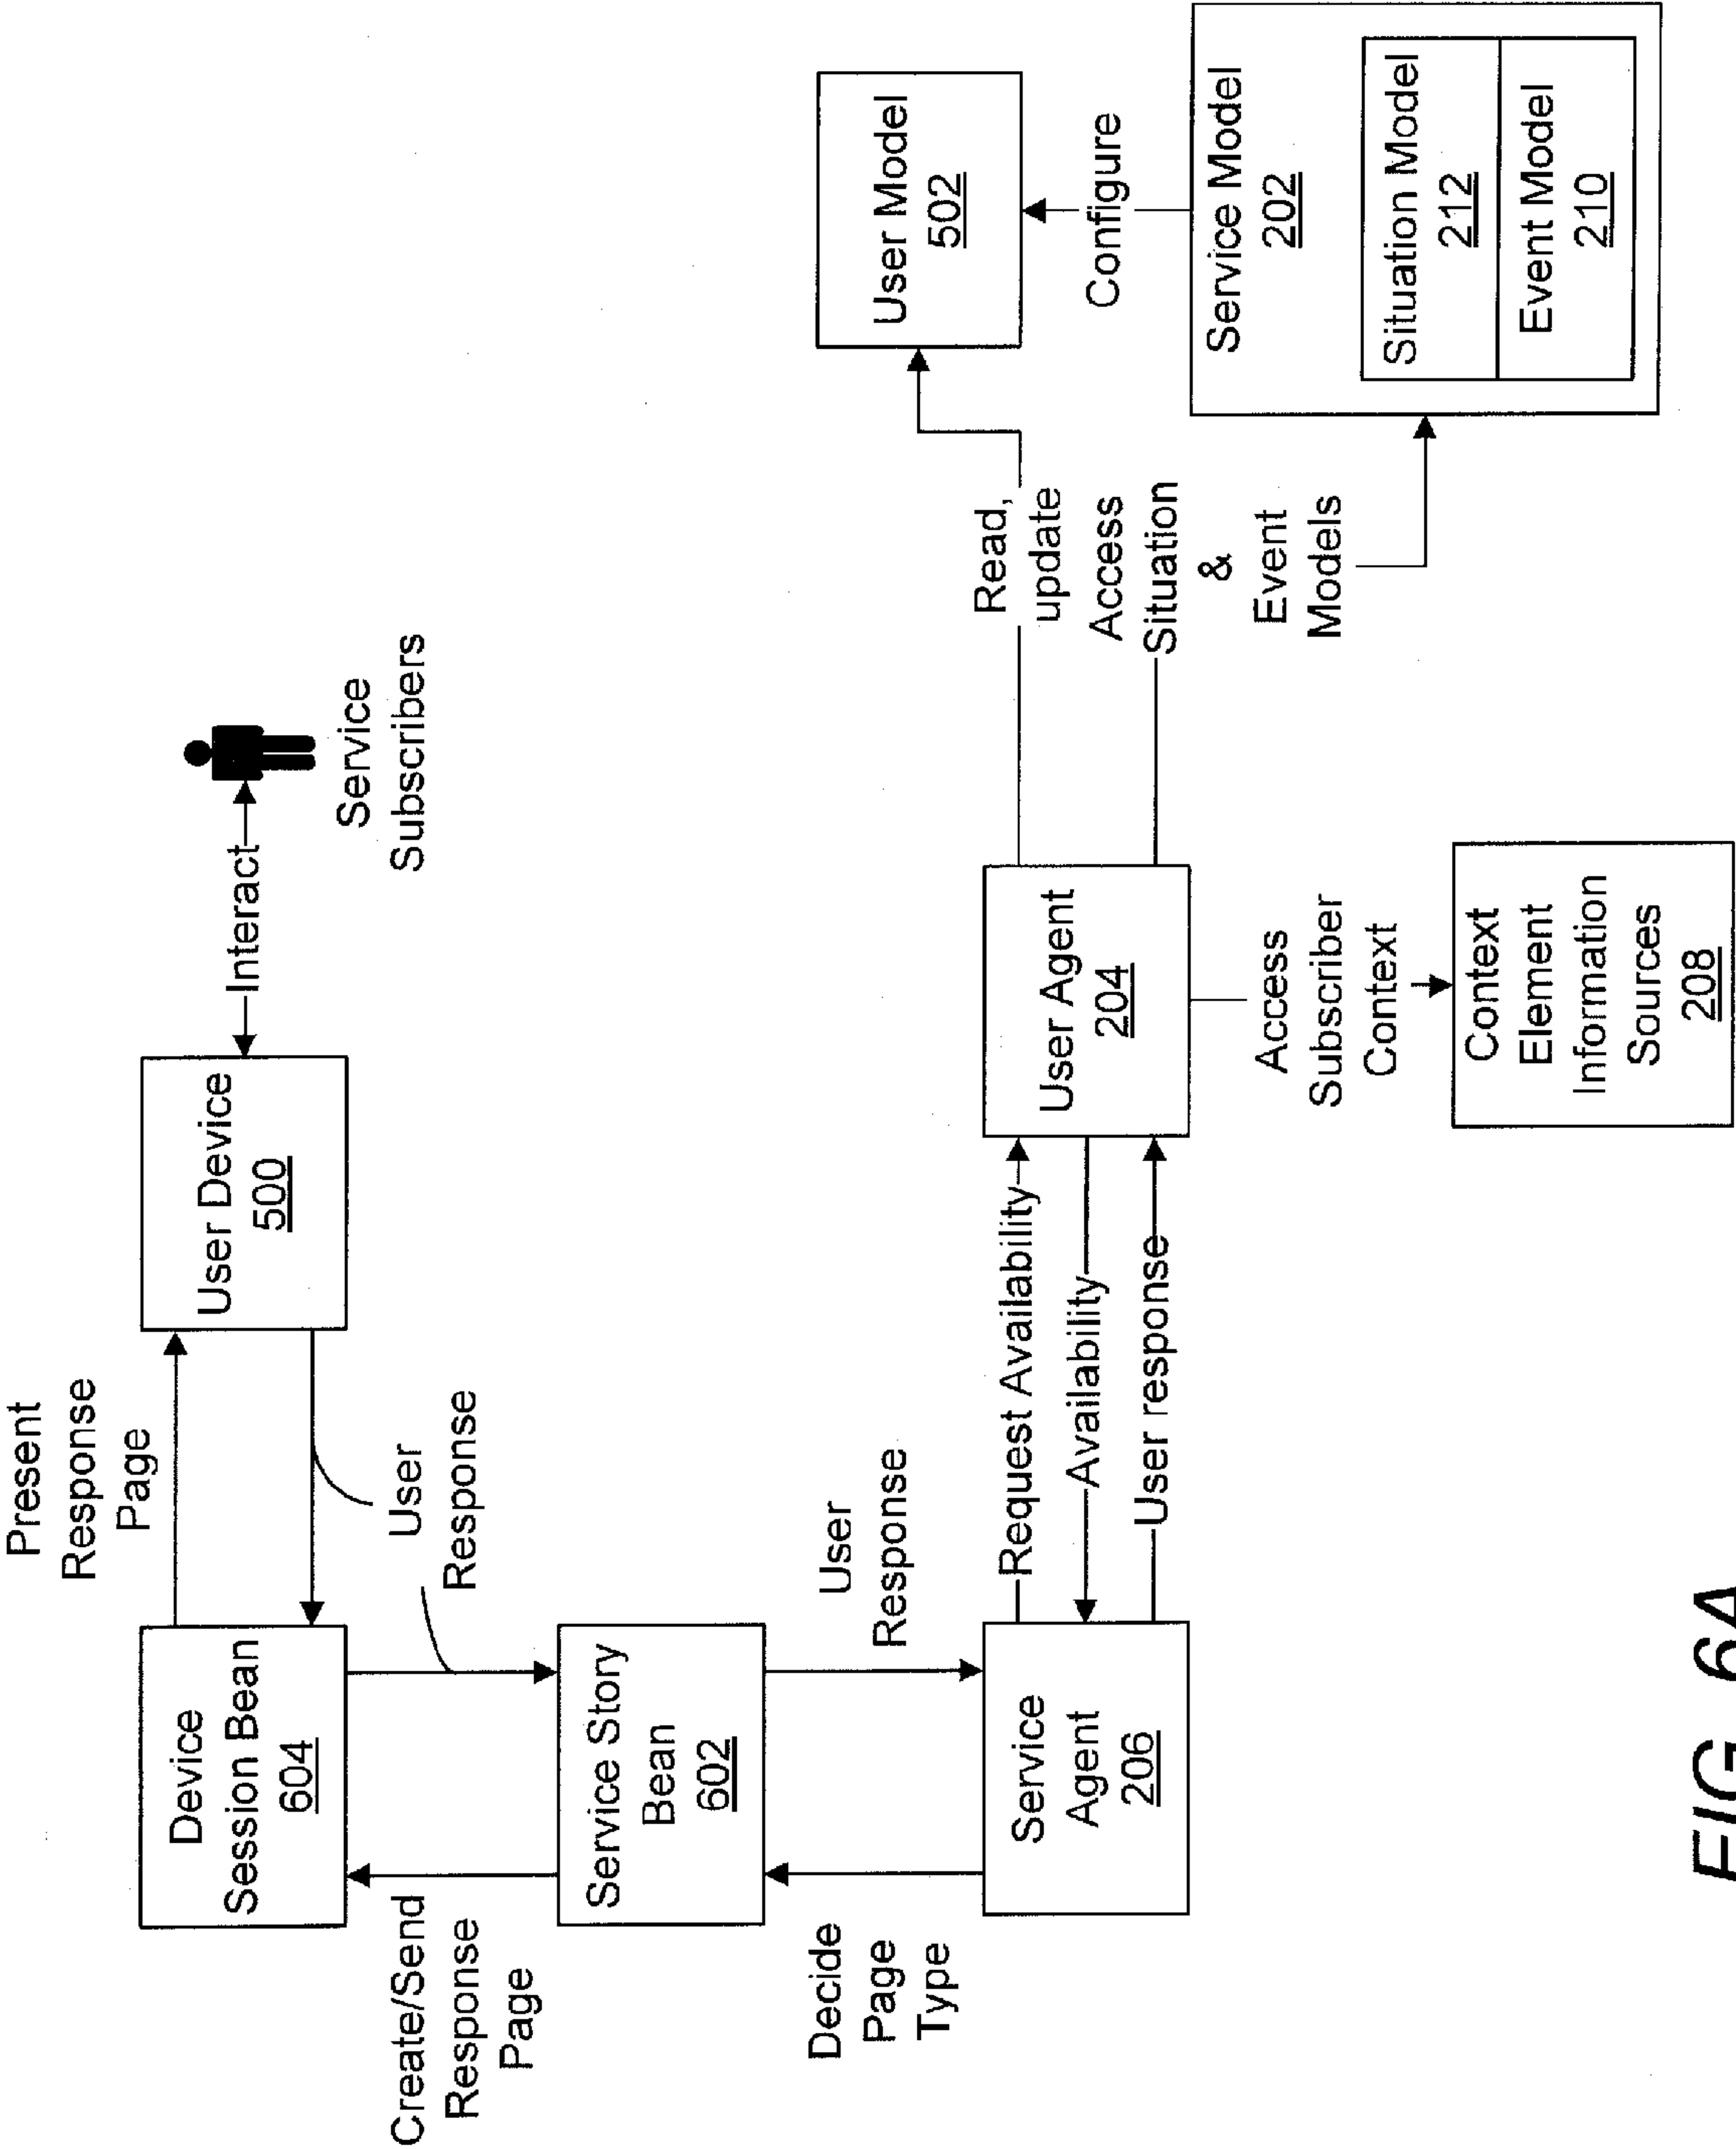 Present
Response
Page
Device
Session Bean
604
User Device
500
Interact
Service
Subscribers
User
Response
Create/Send
Response
Page
Service Story
Bean
602
User
Response
Decide
Page
Type
Service
Agent
206
Request Availability
Availability
User response
User Agent
204
Access
Subscriber
Context
Context
Element
Information
Sources
208
Read,
update
Access
Situation
&
Event
Models
User Model
502
Configure
Service Model
202
Situation Model
212
Event Model
210
FIG. 6A